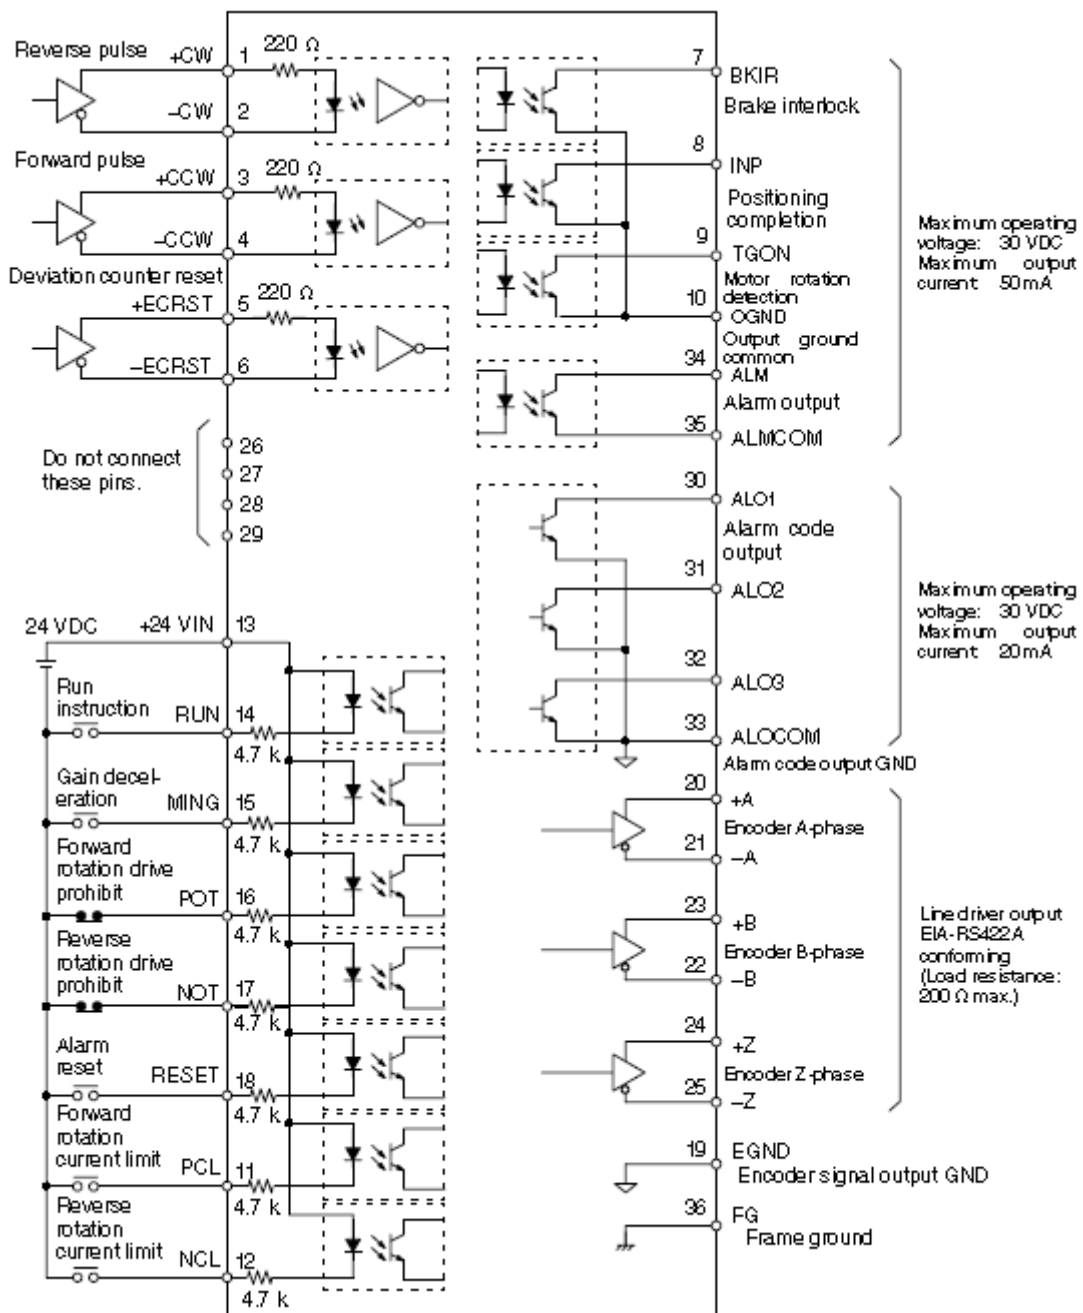 Reverse pulse
+CW
1
220 Ω
–CW
2
Forward pulse
+CCW
3
220 Ω
–CCW
4
Deviation counter reset
+ECRST
5
220 Ω
–ECRST
6
Do not connect
these pins.
26
27
28
29
24 VDC
+24 VIN
13
Run
instruction
RUN
14
4.7 k
Gain decel-
eration
MING
15
4.7 k
Forward
rotation drive
prohibit
POT
16
4.7 k
Reverse
rotation drive
prohibit
NOT
17
4.7 k
Alarm
reset
RESET
18
4.7 k
Forward
rotation
current limit
PCL
11
4.7 k
Reverse
rotation
current limit
NCL
12
4.7 k
7
BKIR
Brake interlock
8
INP
Positioning
completion
9
TGON
Motor rotation
detection
10
OGND
Output ground
common
34
ALM
Alarm output
35
ALMCOM
Maximum operating
voltage: 30 VDC
Maximum output
current: 50 mA
30
ALO1
Alarm code
output
31
ALO2
32
ALO3
33
ALOCOM
Alarm code output GND
Maximum operating
voltage: 30 VDC
Maximum output
current: 20 mA
20
+A
Encoder A-phase
21
–A
23
+B
Encoder B-phase
22
–B
24
+Z
Encoder Z-phase
25
–Z
Line driver output
EIA-RS422A
conforming
(Load resistance:
200 Ω max.)
19
EGND
Encoder signal output GND
36
FG
Frame ground